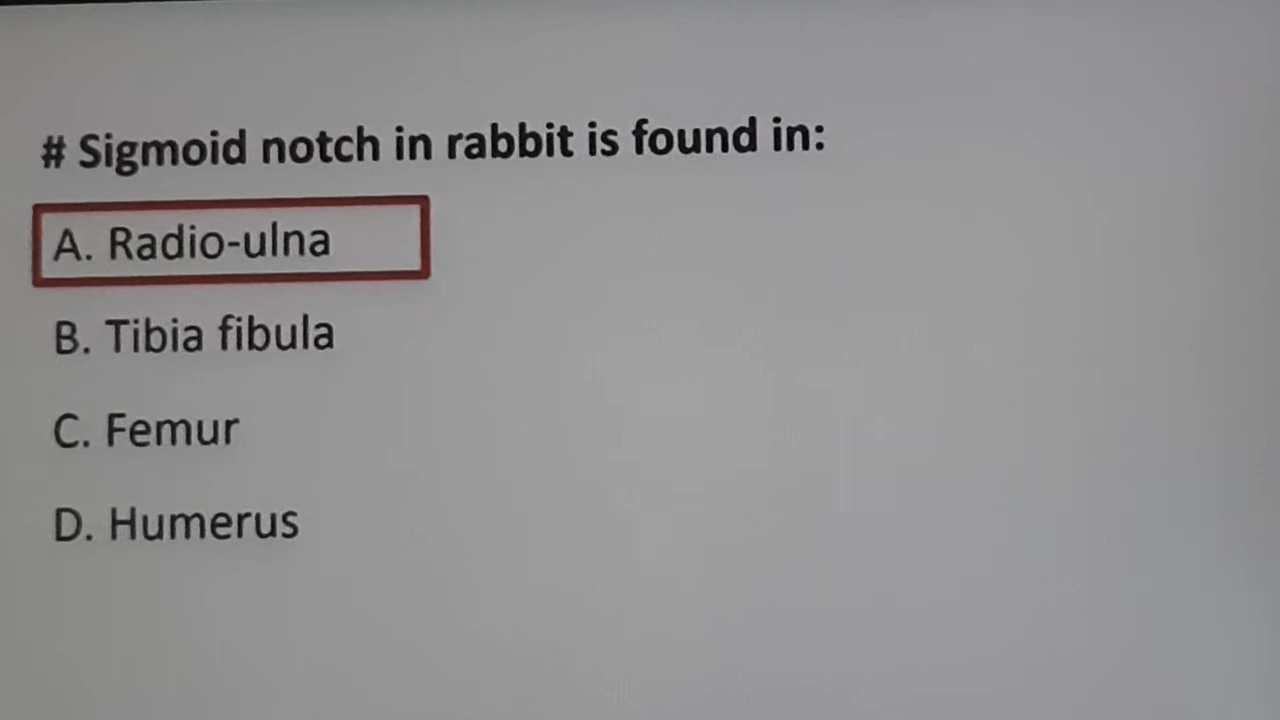 # Sigmoid notch in rabbit is found in:
A. Radio-ulna
B. Tibia fibula
C. Femur
D. Humerus